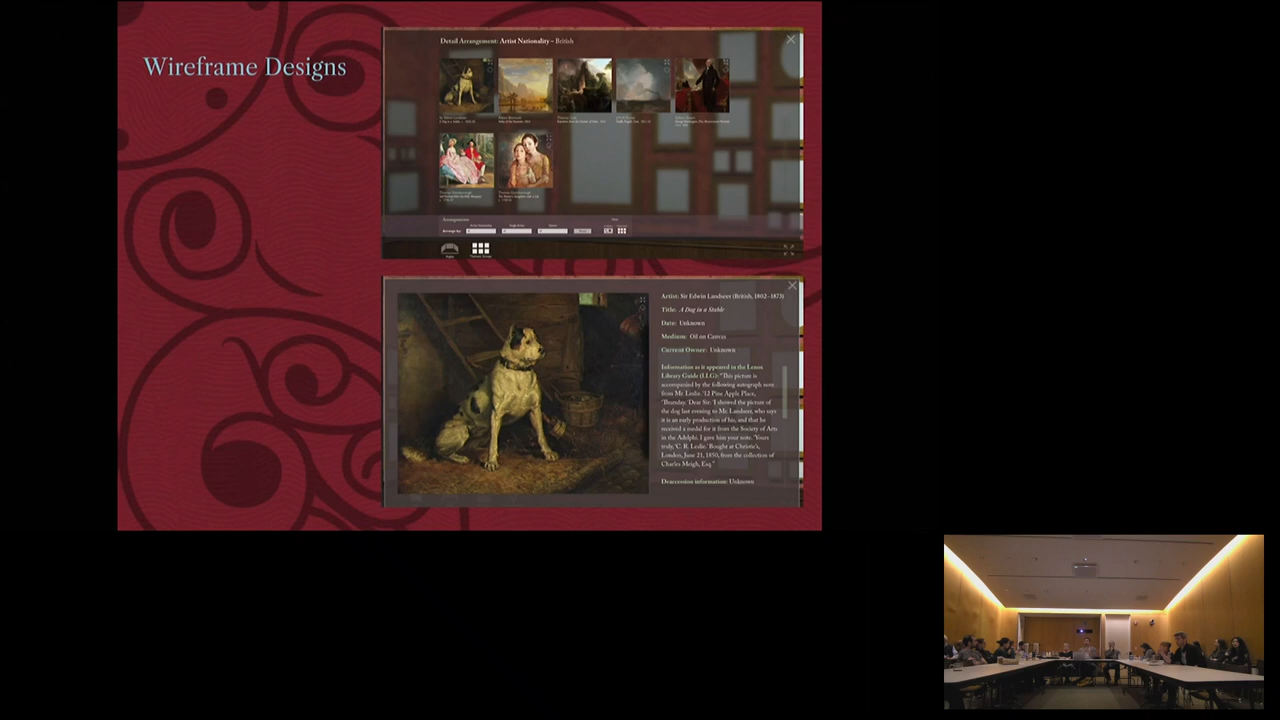 Wireframe Designs
Detail Arrangement: Artist Nationality – British
Artist: Sir Edwin Landseer (British, 1802–1873)
Title: A Dog in a Stable
Date: Unknown
Medium: Oil on Canvas
Current Owner: Unknown
Information as it appeared in the Lenox
Library Guide (LLG): "This picture is
accompanied by the following autograph note
from Mr. Leslie. '12 Pine Apple Place,
'Thursday. 'Dear Sir: 'I showed the picture of
the dog last evening to Mr. Landseer, who says
it is an early production of his, and that he
received a medal for it from the Society of Arts
in the Adelphi. I gave him your note. 'Yours
truly, 'C. R. Leslie.' Bought at Christie's,
London, June 21, 1850, from the collection of
Charles Meigh, Esq."
Deaccession information: Unknown
Arrangements
Arrange by: